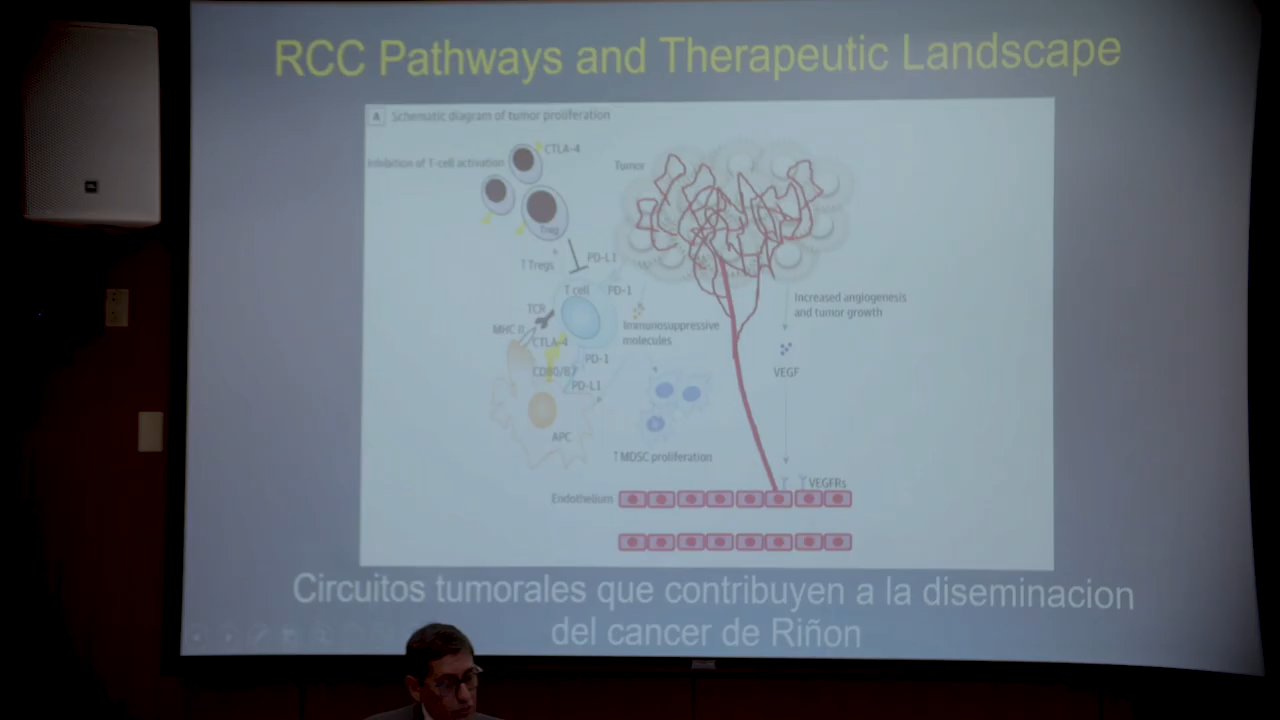 RCC Pathways and Therapeutic Landscape
A Schematic diagram of tumor proliferation
CTLA-4
Inhibition of T-cell activation
Tumor
Treg
↑Tregs
PD-L1
T cell
PD-1
TCR
MHC II
CTLA-4
Immunosuppressive
molecules
Increased angiogenesis
and tumor growth
PD-1
CD80/87
PD-L1
VEGF
APC
↑MDSC proliferation
VEGFRs
Endothelium
Circuitos tumorales que contribuyen a la diseminacion
del cancer de Riñon
JBL